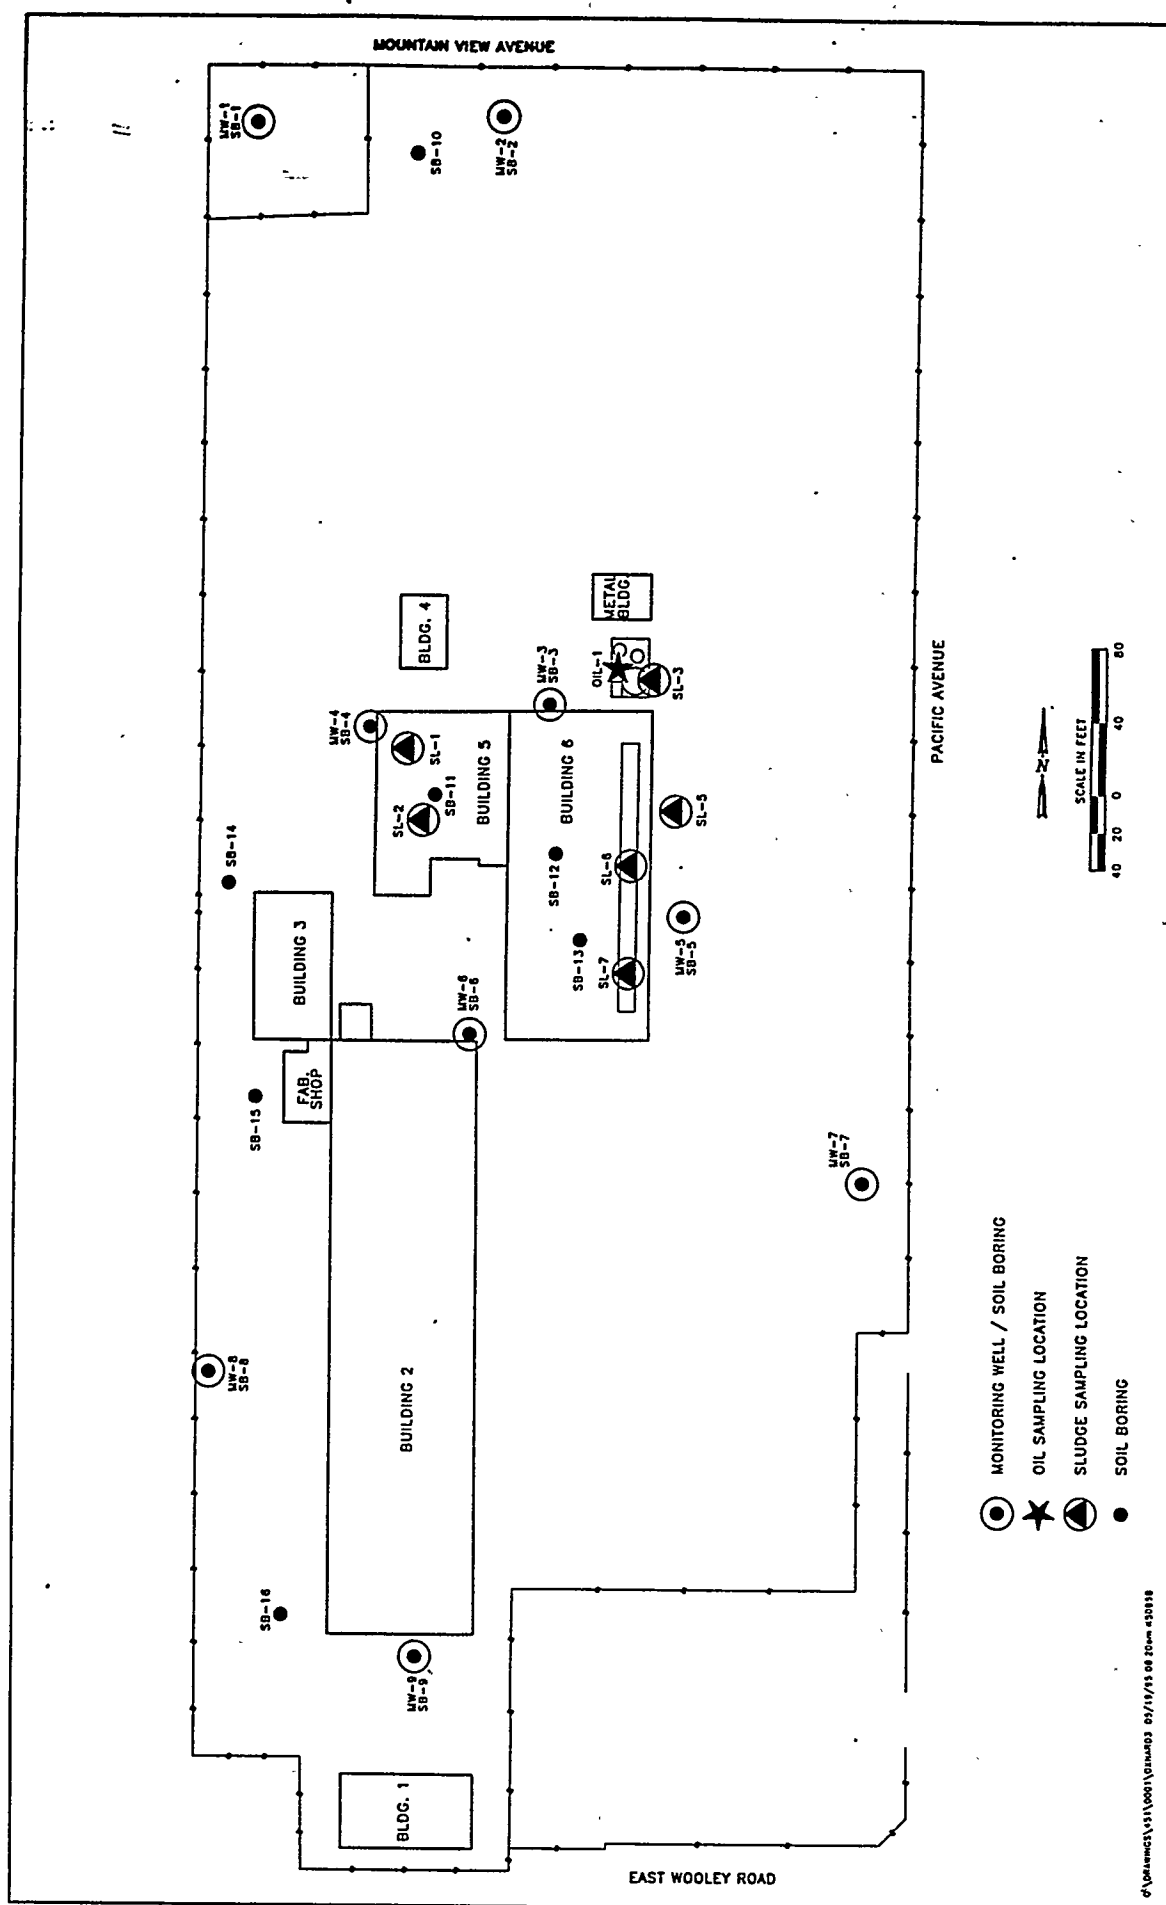 MOUNTAIN VIEW AVENUE
MW-1
SB-1
SB-10
MW-2
SB-2
BLDG. 4
METAL
BLDG.
MW-3
SB-3
OIL-1
SL-3
MW-4
SB-4
SL-1
SL-2
SB-11
BUILDING 5
BUILDING 6
SL-5
SB-14
SB-12
SL-6
SB-13
SL-7
MW-5
SB-5
BUILDING 3
MW-6
SB-6
FAB.
SHOP
SB-15
MW-7
SB-7
MW-8
SB-8
BUILDING 2
SB-16
MW-9
SB-9
BLDG. 1
EAST WOOLEY ROAD
PACIFIC AVENUE
N
SCALE IN FEET
40 20 0 40 80
MONITORING WELL / SOIL BORING
OIL SAMPLING LOCATION
SLUDGE SAMPLING LOCATION
SOIL BORING